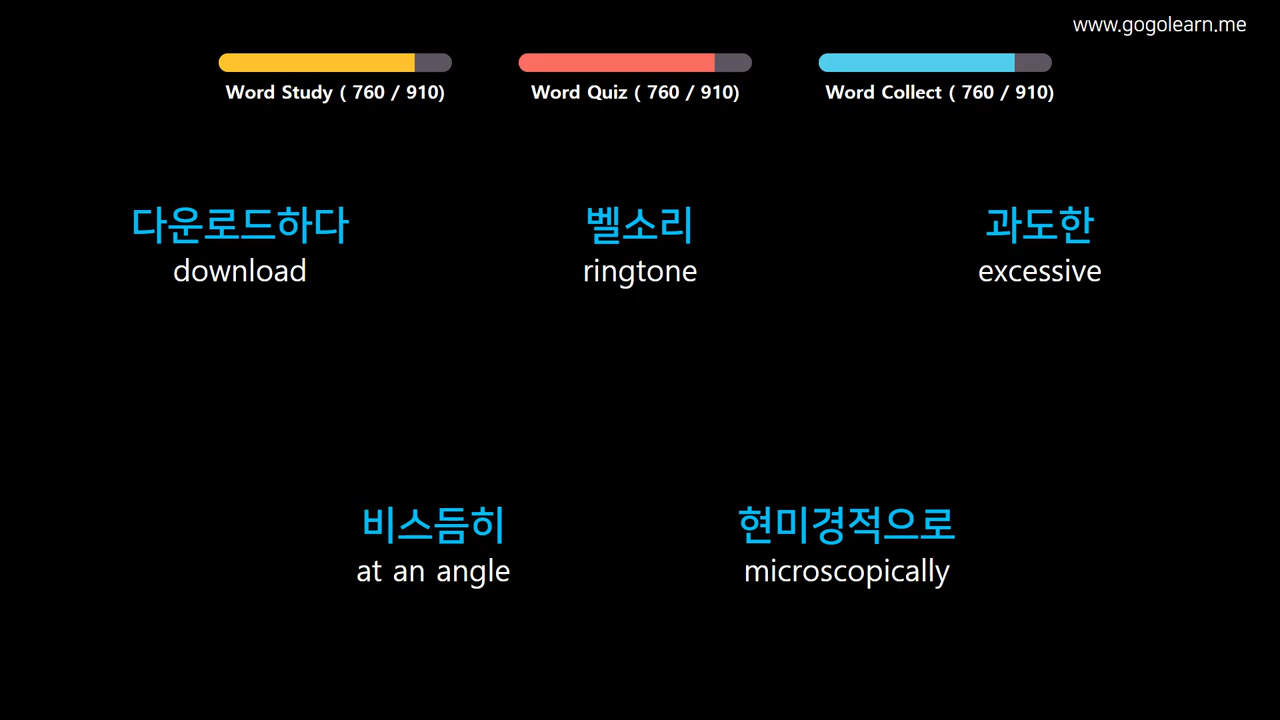 www.gogolearn.me
Word Study ( 760 / 910)
Word Quiz ( 760 / 910)
Word Collect ( 760 / 910)
다운로드하다
download
벨소리
ringtone
과도한
excessive
비스듬히
at an angle
현미경적으로
microscopically